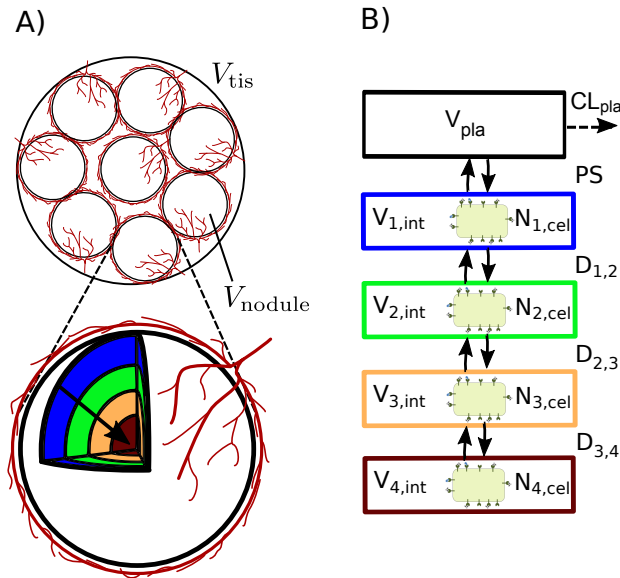 A)
V_tis
V_nodule
B)
V_pla
CL_pla
PS
V_1,int N_1,cel
D_1,2
V_2,int N_2,cel
D_2,3
V_3,int N_3,cel
D_3,4
V_4,int N_4,cel